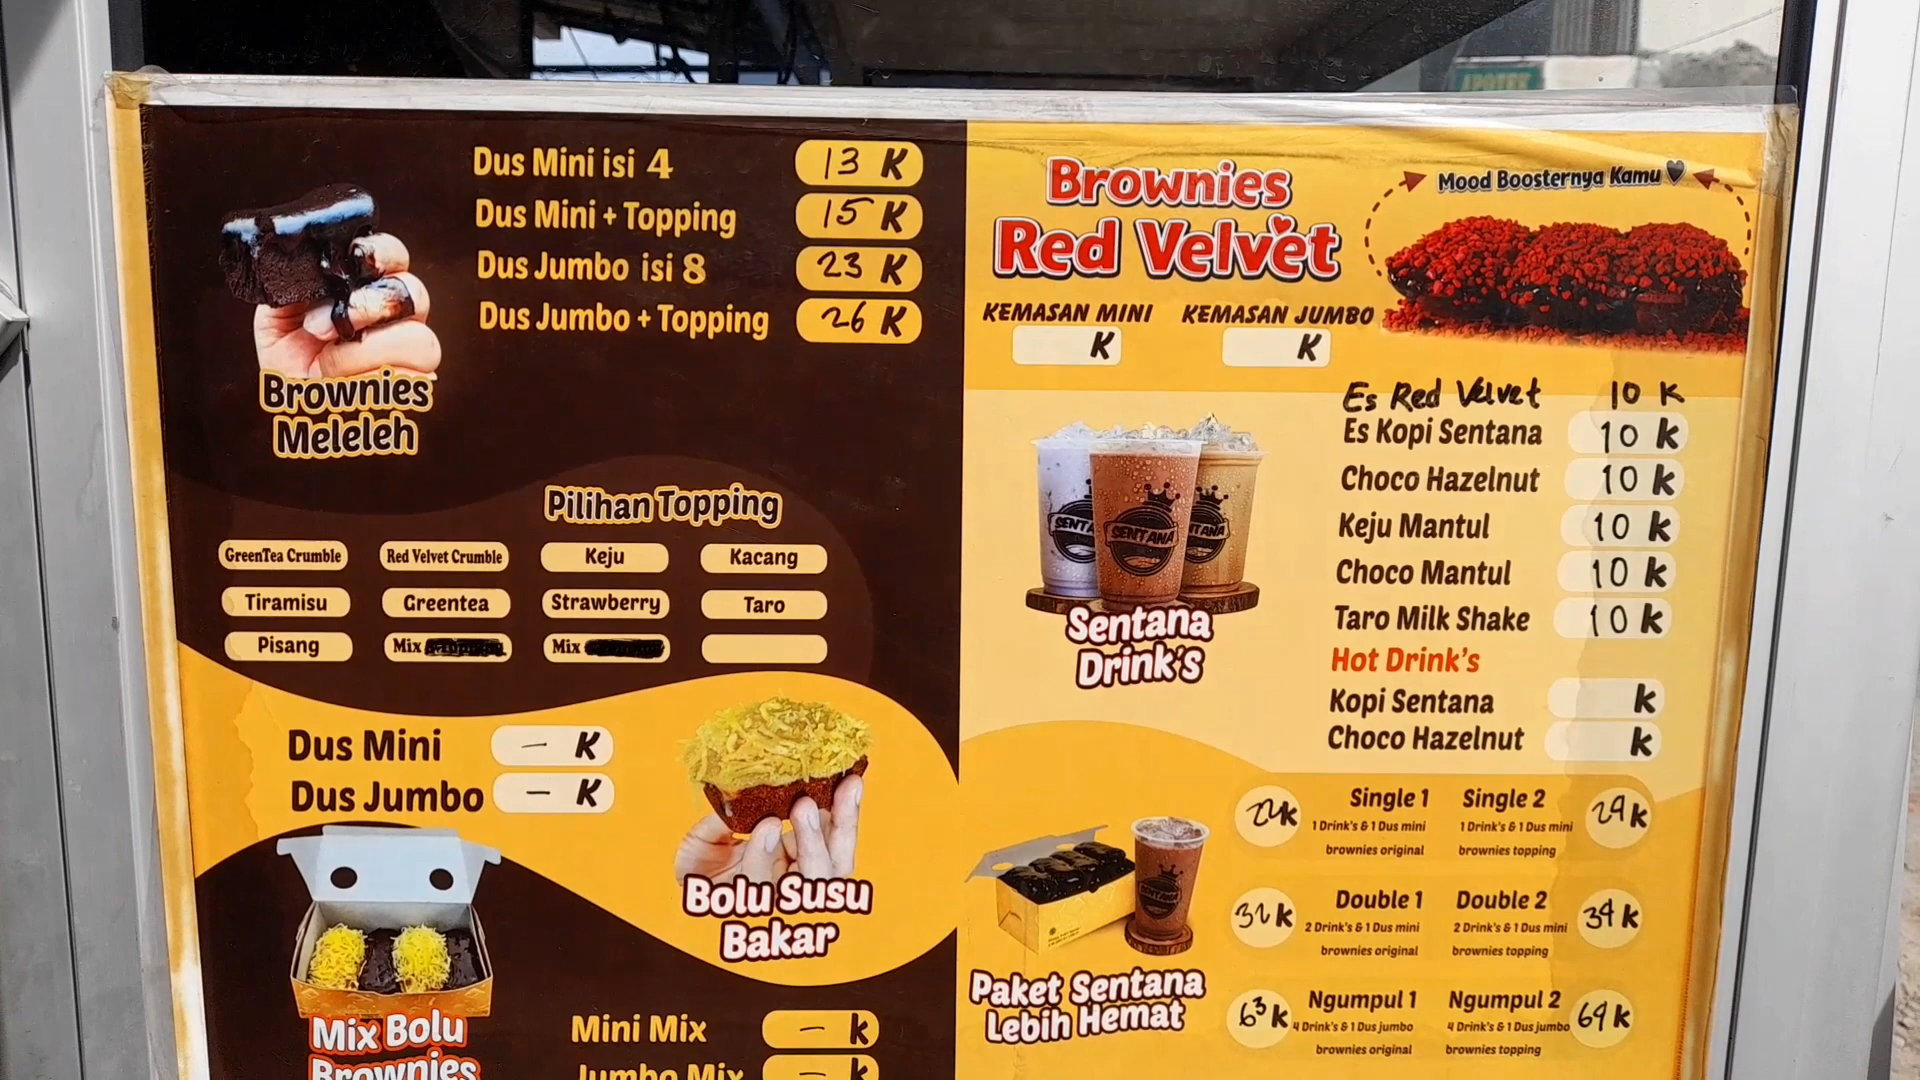 APOTEK
Dus Mini isi 4 13 K
Dus Mini + Topping 15 K
Dus Jumbo isi 8 23 K
Dus Jumbo + Topping 26 K
Brownies
Meleleh
Pilihan Topping
GreenTea Crumble Red Velvet Crumble Keju Kacang
Tiramisu Greentea Strawberry Taro
Pisang Mix Mix
Dus Mini - K
Dus Jumbo - K
Bolu Susu
Bakar
Mix Bolu
Brownies
Mini Mix - k
Jumbo Mix - k
Brownies
Red Velvet
Mood Boosternya Kamu
KEMASAN MINI KEMASAN JUMBO
K K
Es Red Velvet 10 K
Es Kopi Sentana 10 k
Choco Hazelnut 10 k
Keju Mantul 10 k
Choco Mantul 10 k
Taro Milk Shake 10 k
Hot Drink's
Kopi Sentana k
Choco Hazelnut k
SENTANA
Sentana
Drink's
Paket Sentana
Lebih Hemat
22k Single 1
1 Drink's & 1 Dus mini
brownies original
Single 2
1 Drink's & 1 Dus mini
brownies topping
Double 1
2 Drink's & 1 Dus mini
brownies original
Double 2 34 k
2 Drink's & 1 Dus mini
brownies topping
63 k Ngumpul 1
4 Drink's & 1 Dus jumbo
brownies original
Ngumpul 2
4 Drink's & 1 Dus jumbo
brownies topping